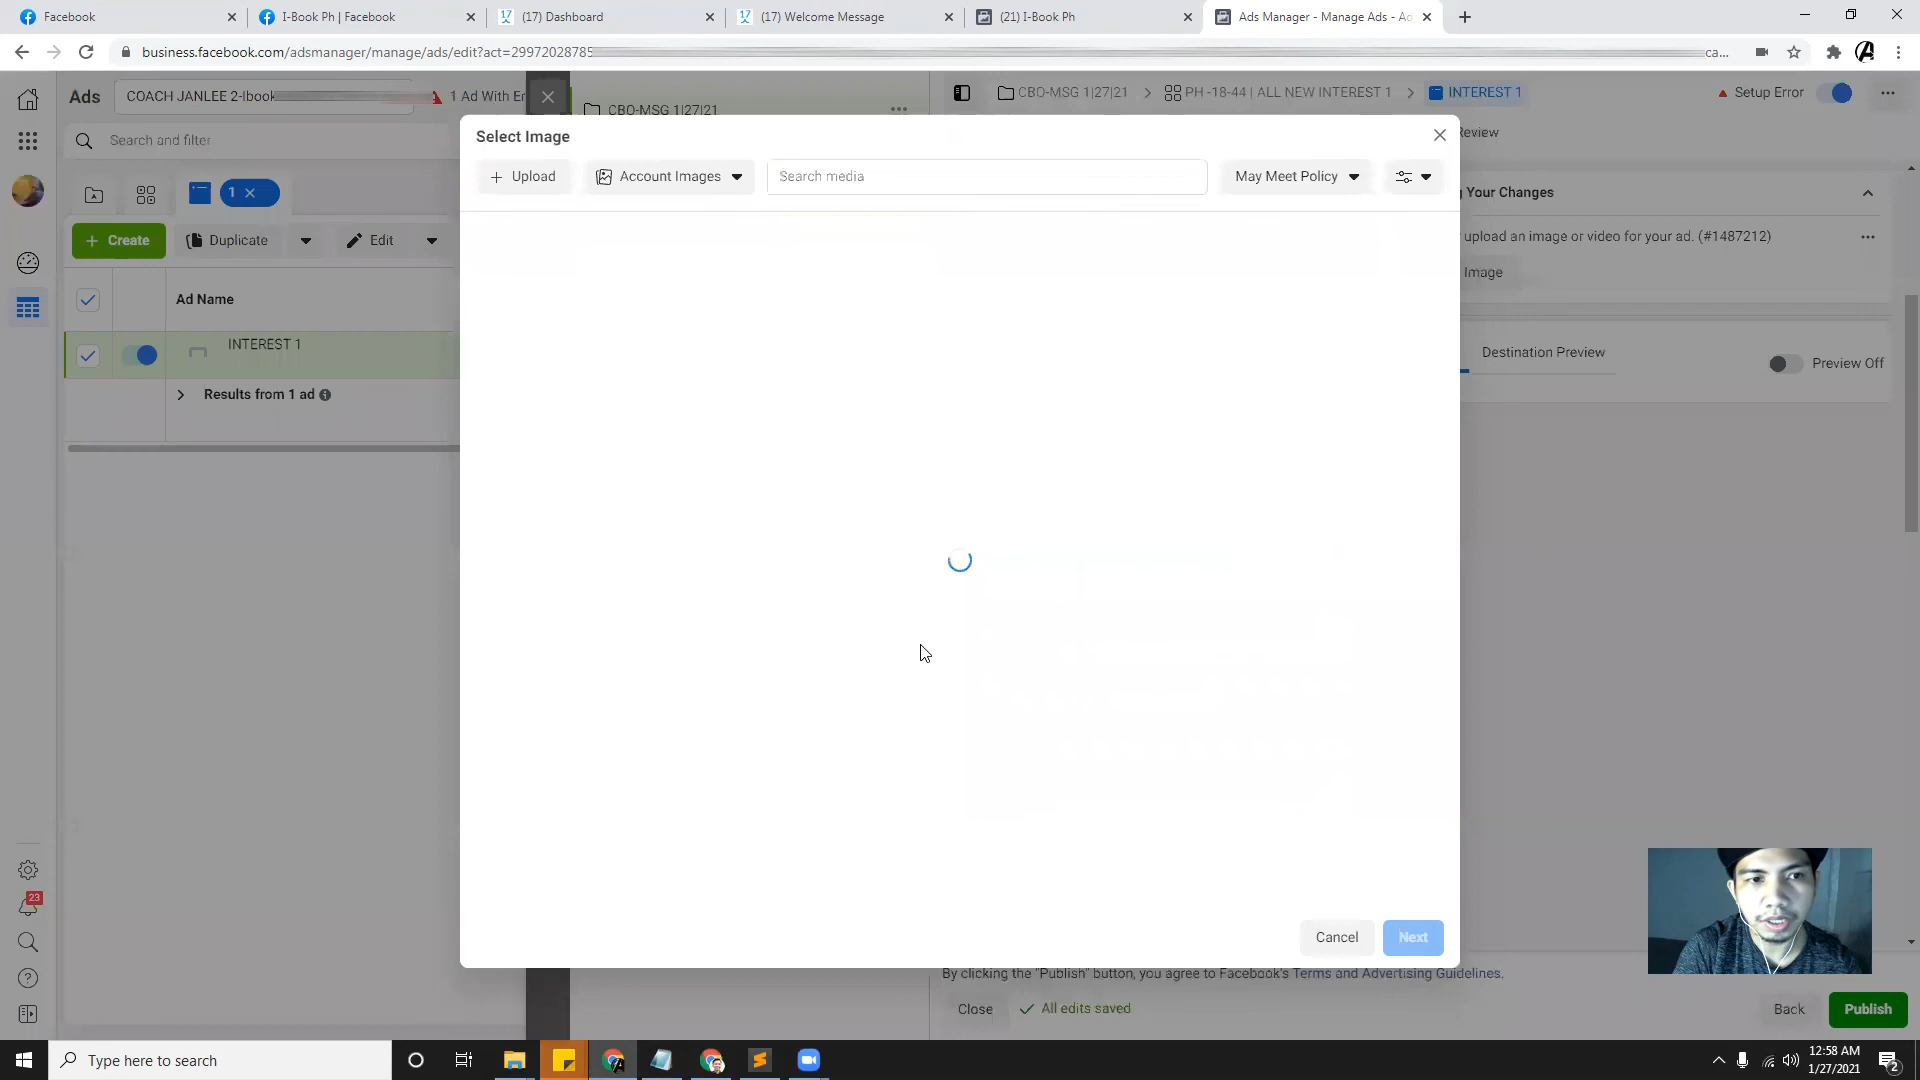 Facebook
I-Book Ph | Facebook
(17) Dashboard
(17) Welcome Message
(21) I-Book Ph
Ads Manager - Manage Ads - Ac
business.facebook.com/adsmanager/manage/ads/edit?act=29972028785
ca...
Ads
COACH JANLEE 2-Ibook
1 Ad With Er
CBO-MSG 1|27|21
CBO-MSG 1|27|21
PH -18-44 | ALL NEW INTEREST 1
INTEREST 1
Setup Error
Search and filter
Select Image
Review
Upload
Account Images
Search media
May Meet Policy
1
g Your Changes
Create
Duplicate
Edit
upload an image or video for your ad. (#1487212)
Image
Ad Name
INTEREST 1
Destination Preview
Preview Off
Results from 1 ad
23
Cancel
Next
By clicking the "Publish" button, you agree to Facebook's Terms and Advertising Guidelines.
Close
All edits saved
Back
Publish
Type here to search
12:58 AM
1/27/2021
2